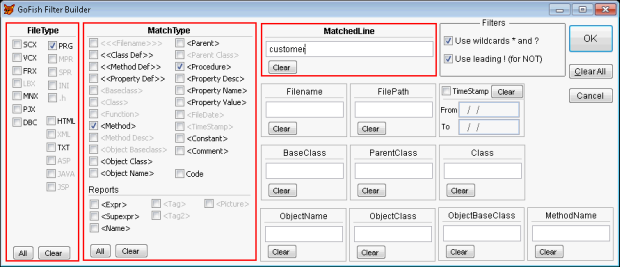 GoFish Filter Builder
FileType
SCX
PRG
VCX
MPR
FRX
SPR
LBX
INI
MNX
.h
PJX
DBC
HTML
XML
TXT
ASP
JAVA
JSP
All
Clear
MatchType
<<<Filename>>>
<Parent>
<<Class Def>>
<Parent Class>
<<Method Def>>
<Procedure>
<<Property Def>>
<Property Desc>
<Baseclass>
<Property Name>
<Class>
<Property Value>
<Function>
<FileDate>
<Method>
<TimeStamp>
<Method Desc>
<Constant>
<Object Baseclass>
<Comment>
<Object Class>
<Object Name>
Code
Reports
<Expr>
<Tag>
<Picture>
<Supexpr>
<Tag2>
<Name>
All
Clear
MatchedLine
customer
Clear
Filters
Use wildcards * and ?
Use leading ! (for NOT)
OK
Clear All
Cancel
Filename
Clear
FilePath
Clear
TimeStamp
Clear
From / /
To / /
BaseClass
Clear
ParentClass
Clear
Class
Clear
ObjectName
Clear
ObjectClass
Clear
ObjectBaseClass
Clear
MethodName
Clear